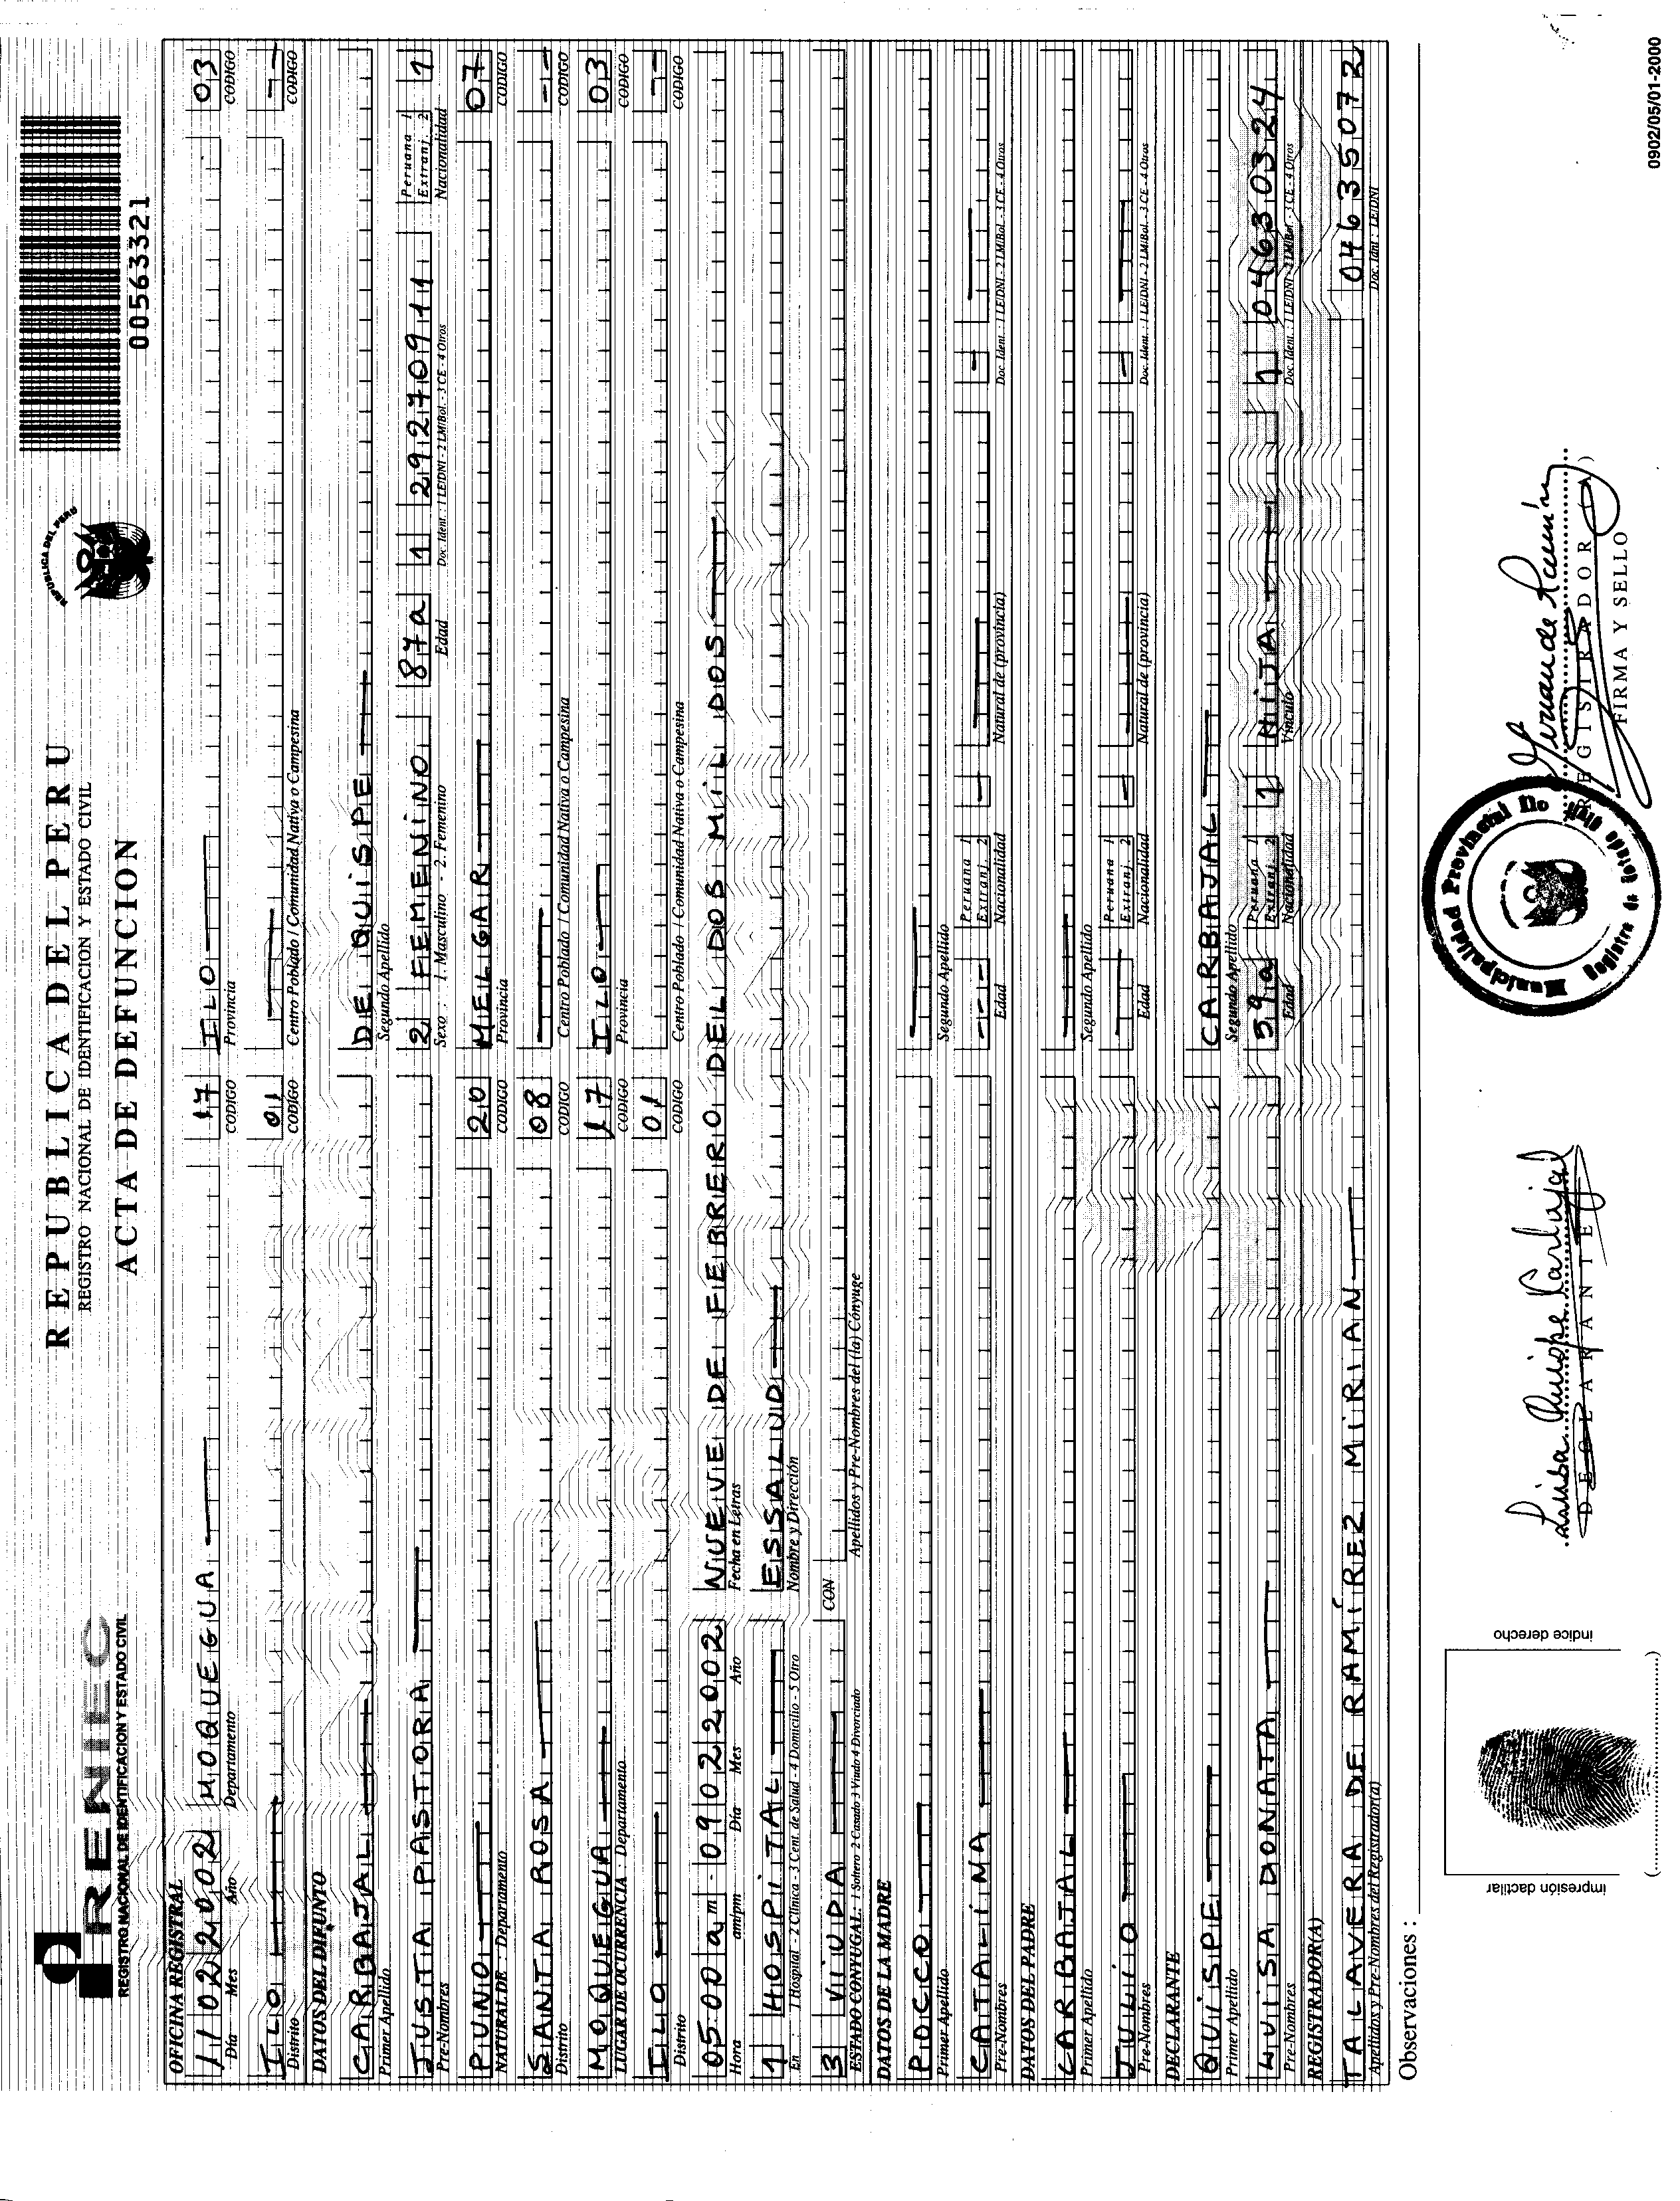 RENIEC
REGISTRO NACIONAL DE IDENTIFICACION Y ESTADO CIVIL
REPUBLICA DEL PERU
REGISTRO NACIONAL DE IDENTIFICACION Y ESTADO CIVIL
ACTA DE DEFUNCION
REPUBLICA DEL PERU
00563321
OFICINA REGISTRAL
11 02 2002 MOQUEGUA 17 ILO 03
Día Mes Año Departamento CODIGO Provincia CODIGO
ILO 01
Distrito CODIGO Centro Poblado / Comunidad Nativa o Campesina CODIGO
DATOS DEL DIFUNTO
CARBAJAL DE QUISPE
Primer Apellido Segundo Apellido
JUSTA PASTORA 2 FEMENINO 87a 1 29270911 Peruana 1 Extranj. 2 1
Pre-Nombres Sexo : 1. Masculino - 2. Femenino Edad Doc. Ident. : 1 LE/DNI - 2 LM/Bol. - 3 CE - 4 Otros Nacionalidad
PUNO 20 MELGAR 07
NATURAL DE : Departamento CODIGO Provincia CODIGO
SANTA ROSA 08
Distrito CODIGO Centro Poblado / Comunidad Nativa o Campesina CODIGO
MOQUEGUA 17 ILO 03
LUGAR DE OCURRENCIA : Departamento CODIGO Provincia CODIGO
ILO 01
Distrito CODIGO Centro Poblado / Comunidad Nativa o Campesina CODIGO
05:00 am - 09 02 2002 NUEVE DE FEBRERO DEL DOS MIL DOS
Hora am/pm Día Mes Año Fecha en Letras
1 HOSPITAL ESSALUD
En : 1 Hospital - 2 Clínica - 3 Cent. de Salud - 4 Domicilio - 5 Otro Nombre y Dirección
3 VIUDA CON
ESTADO CONYUGAL: 1 Soltero 2 Casado 3 Viudo 4 Divorciado Apellidos y Pre-Nombres del (la) Cónyuge
DATOS DE LA MADRE
POCCO
Primer Apellido Segundo Apellido
CATALINA Peruana 1 Extranj. 2
Pre-Nombres Edad Nacionalidad Natural de (provincia) Doc. Ident. : 1 LE/DNI - 2 LM/Bol. - 3 CE - 4 Otros
DATOS DEL PADRE
CARBAJAL
Primer Apellido Segundo Apellido
JULIO Peruana 1 Extranj. 2
Pre-Nombres Edad Nacionalidad Natural de (provincia) Doc. Ident. : 1 LE/DNI - 2 LM/Bol. - 3 CE - 4 Otros
DECLARANTE
QUISPE CARBAJAL
Primer Apellido Segundo Apellido
LUISA DONATA 59a Peruana 1 Extranj. 2 1 HIJA 1 04630324
Pre-Nombres Edad Nacionalidad Vínculo Doc. Ident. : 1 LE/DNI - 2 LM/Bol. - 3 CE - 4 Otros
REGISTRADOR(A)
TALAVERA DE RAMÍREZ MIRIAN 04635072
Apellidos y Pre-Nombres del Registrador(a) Doc. Idnt : LE/DNI
Observaciones :
impresión dactilar
índice derecho
Luisa Quispe Carbajal
DECLARANTE
Municipalidad Provincial Ilo
Registro de Estado Civil
REGISTRADOR (A)
FIRMA Y SELLO
0902/05/01-2000